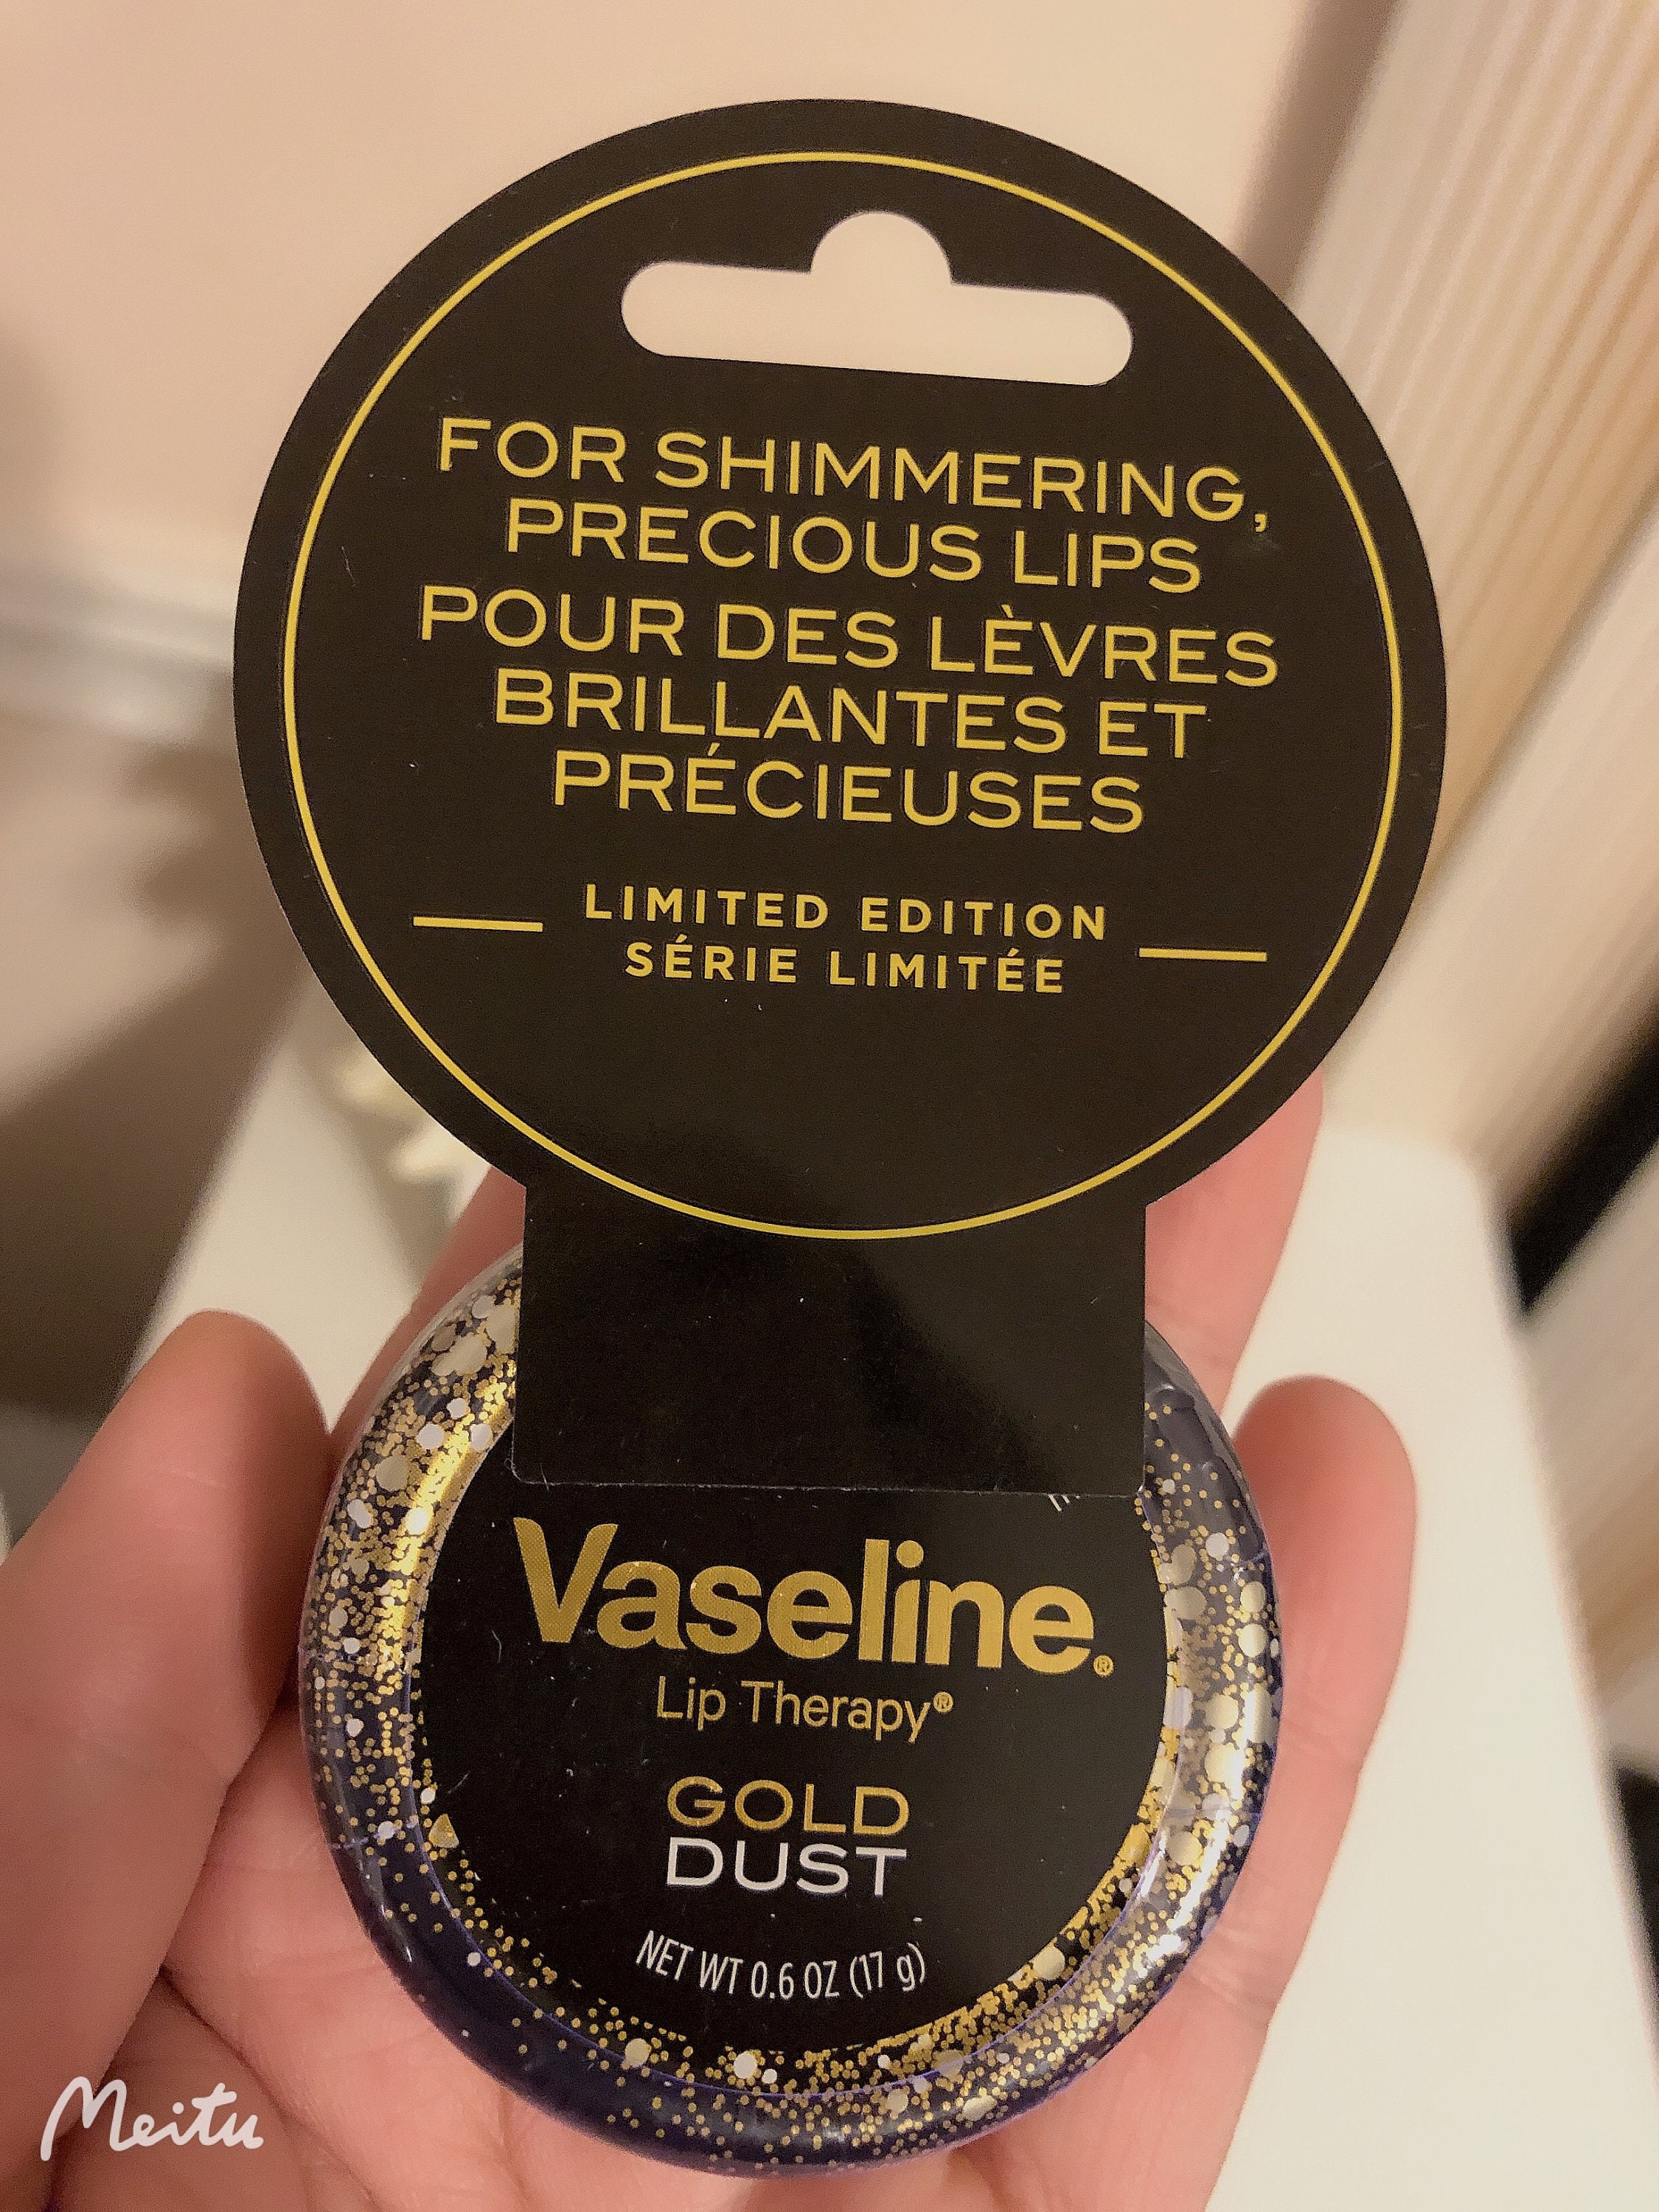 FOR SHIMMERING,
PRECIOUS LIPS
POUR DES LÈVRES
BRILLANTES ET
PRÉCIEUSES
LIMITED EDITION
SÉRIE LIMITÉE
Vaseline®
Lip Therapy®
GOLD
DUST
NET WT 0.6 OZ (17 g)
Meitu